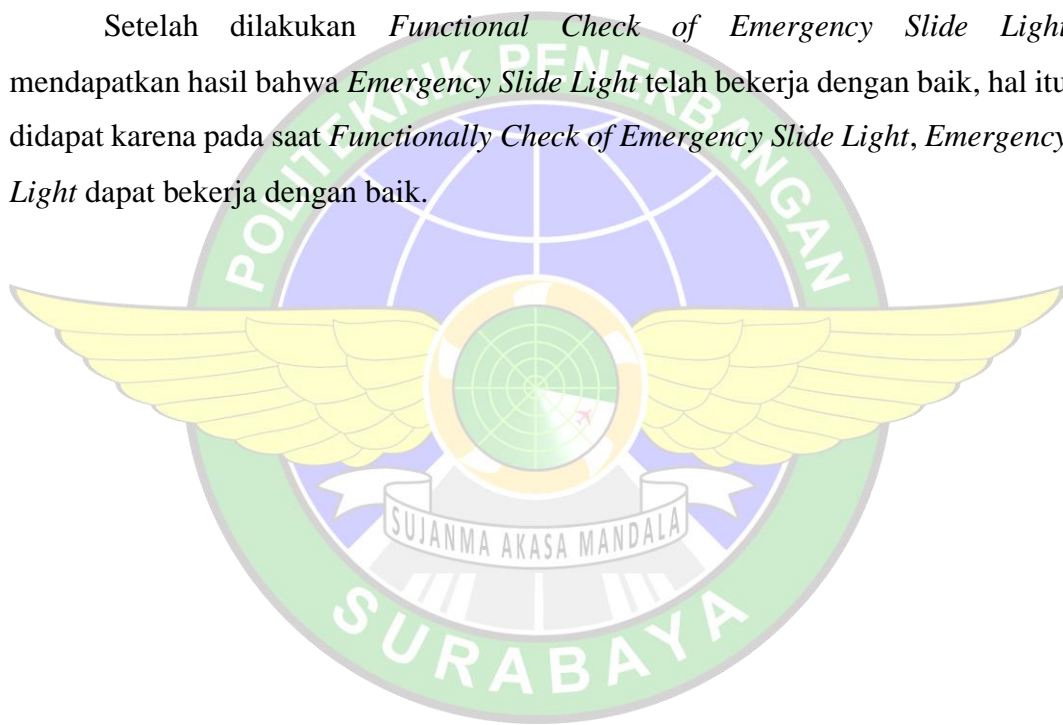 Setelah dilakukan Functional Check of Emergency Slide Light
mendapatkan hasil bahwa Emergency Slide Light telah bekerja dengan baik, hal itu
didapat karena pada saat Functionally Check of Emergency Slide Light, Emergency
Light dapat bekerja dengan baik.
POLITEKNIK PENERBANGAN
SUJANMA AKASA MANDALA
SURABAYA